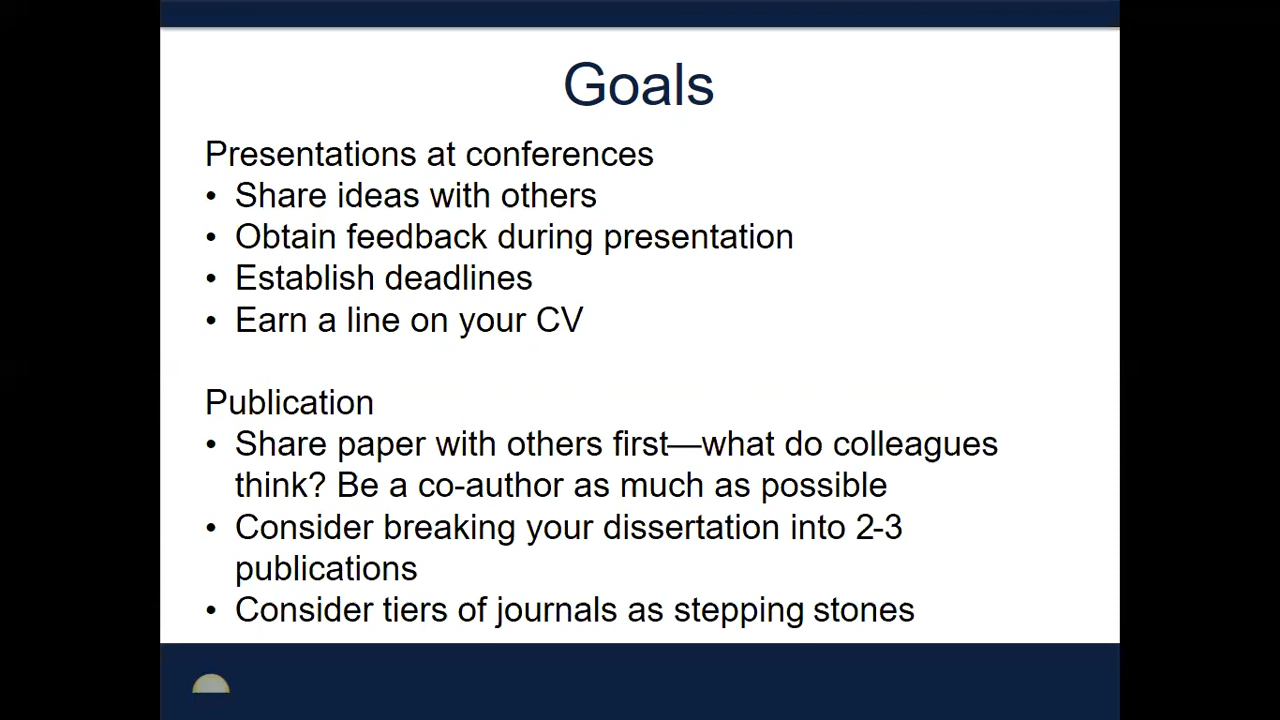 Goals
Presentations at conferences
• Share ideas with others
• Obtain feedback during presentation
• Establish deadlines
• Earn a line on your CV
Publication
• Share paper with others first—what do colleagues
think? Be a co-author as much as possible
• Consider breaking your dissertation into 2-3
publications
• Consider tiers of journals as stepping stones